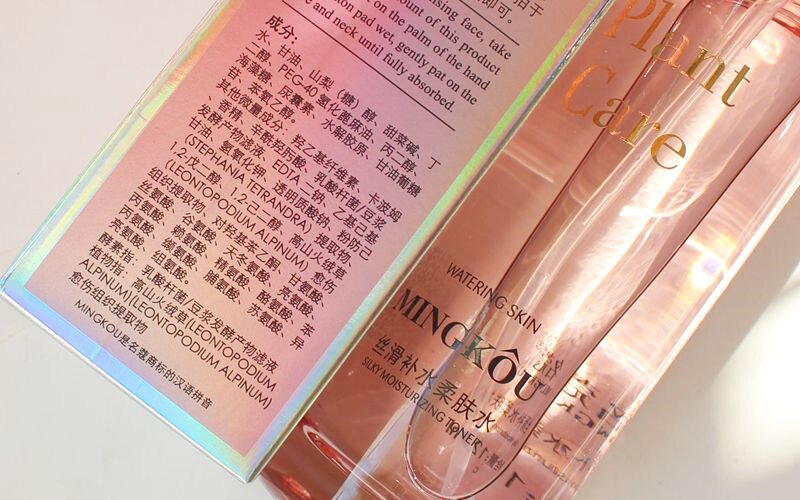 拍于
即可。
face, take
of this product
on the palm of the hand
pad wet, gently pat on the
and neck until fully absorbed.
成分:
水、甘油、山梨(糖)醇、甜菜碱、丁
二醇、PEG-40 氢化蓖麻油、丙二醇、
海藻糖、尿囊素、水解胶原、甘油葡糖
苷、苯氧乙醇。
其他微量成分:羟乙基纤维素、卡波姆
、香精、辛酰羟肟酸、乳酸杆菌/豆浆
发酵产物滤液、EDTA 二钠、乙基己基
甘油、氢氧化钾、透明质酸钠、粉防己
(STEPHANIA TETRANDRA)提取物、
1,2-戊二醇、1,2-己二醇、高山火绒草
(LEONTOPODIUM ALPINUM)愈伤
组织提取物、对羟基苯乙酮、
丝氨酸、谷氨酸、天冬氨酸、亮氨酸
丙氨酸、赖氨酸、精氨酸、酪氨酸、苯
丙氨酸、缬氨酸、脯氨酸、苏氨酸、异
亮氨酸、组氨酸。
酵素指:乳酸杆菌/豆浆发酵产物滤液
植物指:高山火绒草(LEONTOPODIUM
ALPINUM)(LEONTOPODIUM ALPINUM)
愈伤组织提取物
MINGKOU是名蔻商标的汉语拼音
Plant
Care
WATERING SKIN
MINGKÔU
丝滑补水柔肤水
SILKY MOISTURIZING TONER